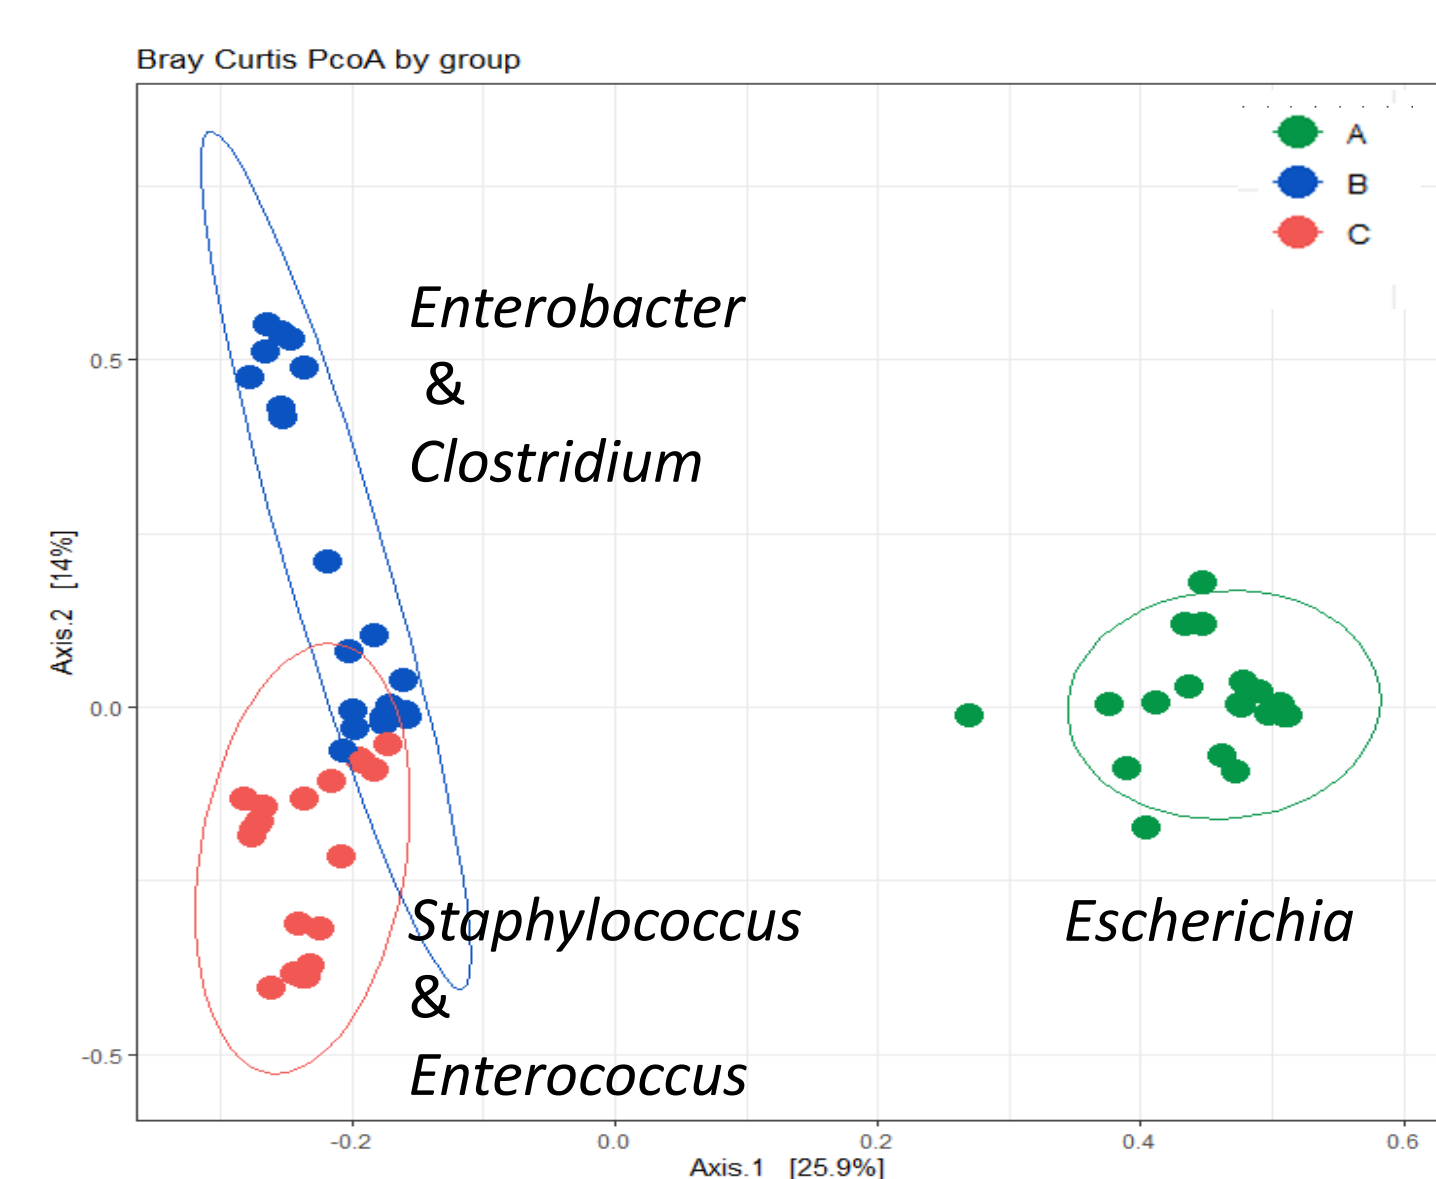 Bray Curtis PcoA by group
A
B
C
Enterobacter
&
Clostridium
0.5
0.0
-0.5
Axis.2 [14%]
Staphylococcus
&
Enterococcus
Escherichia
-0.2
0.0
0.2
0.4
0.6
Axis.1 [25.9%]